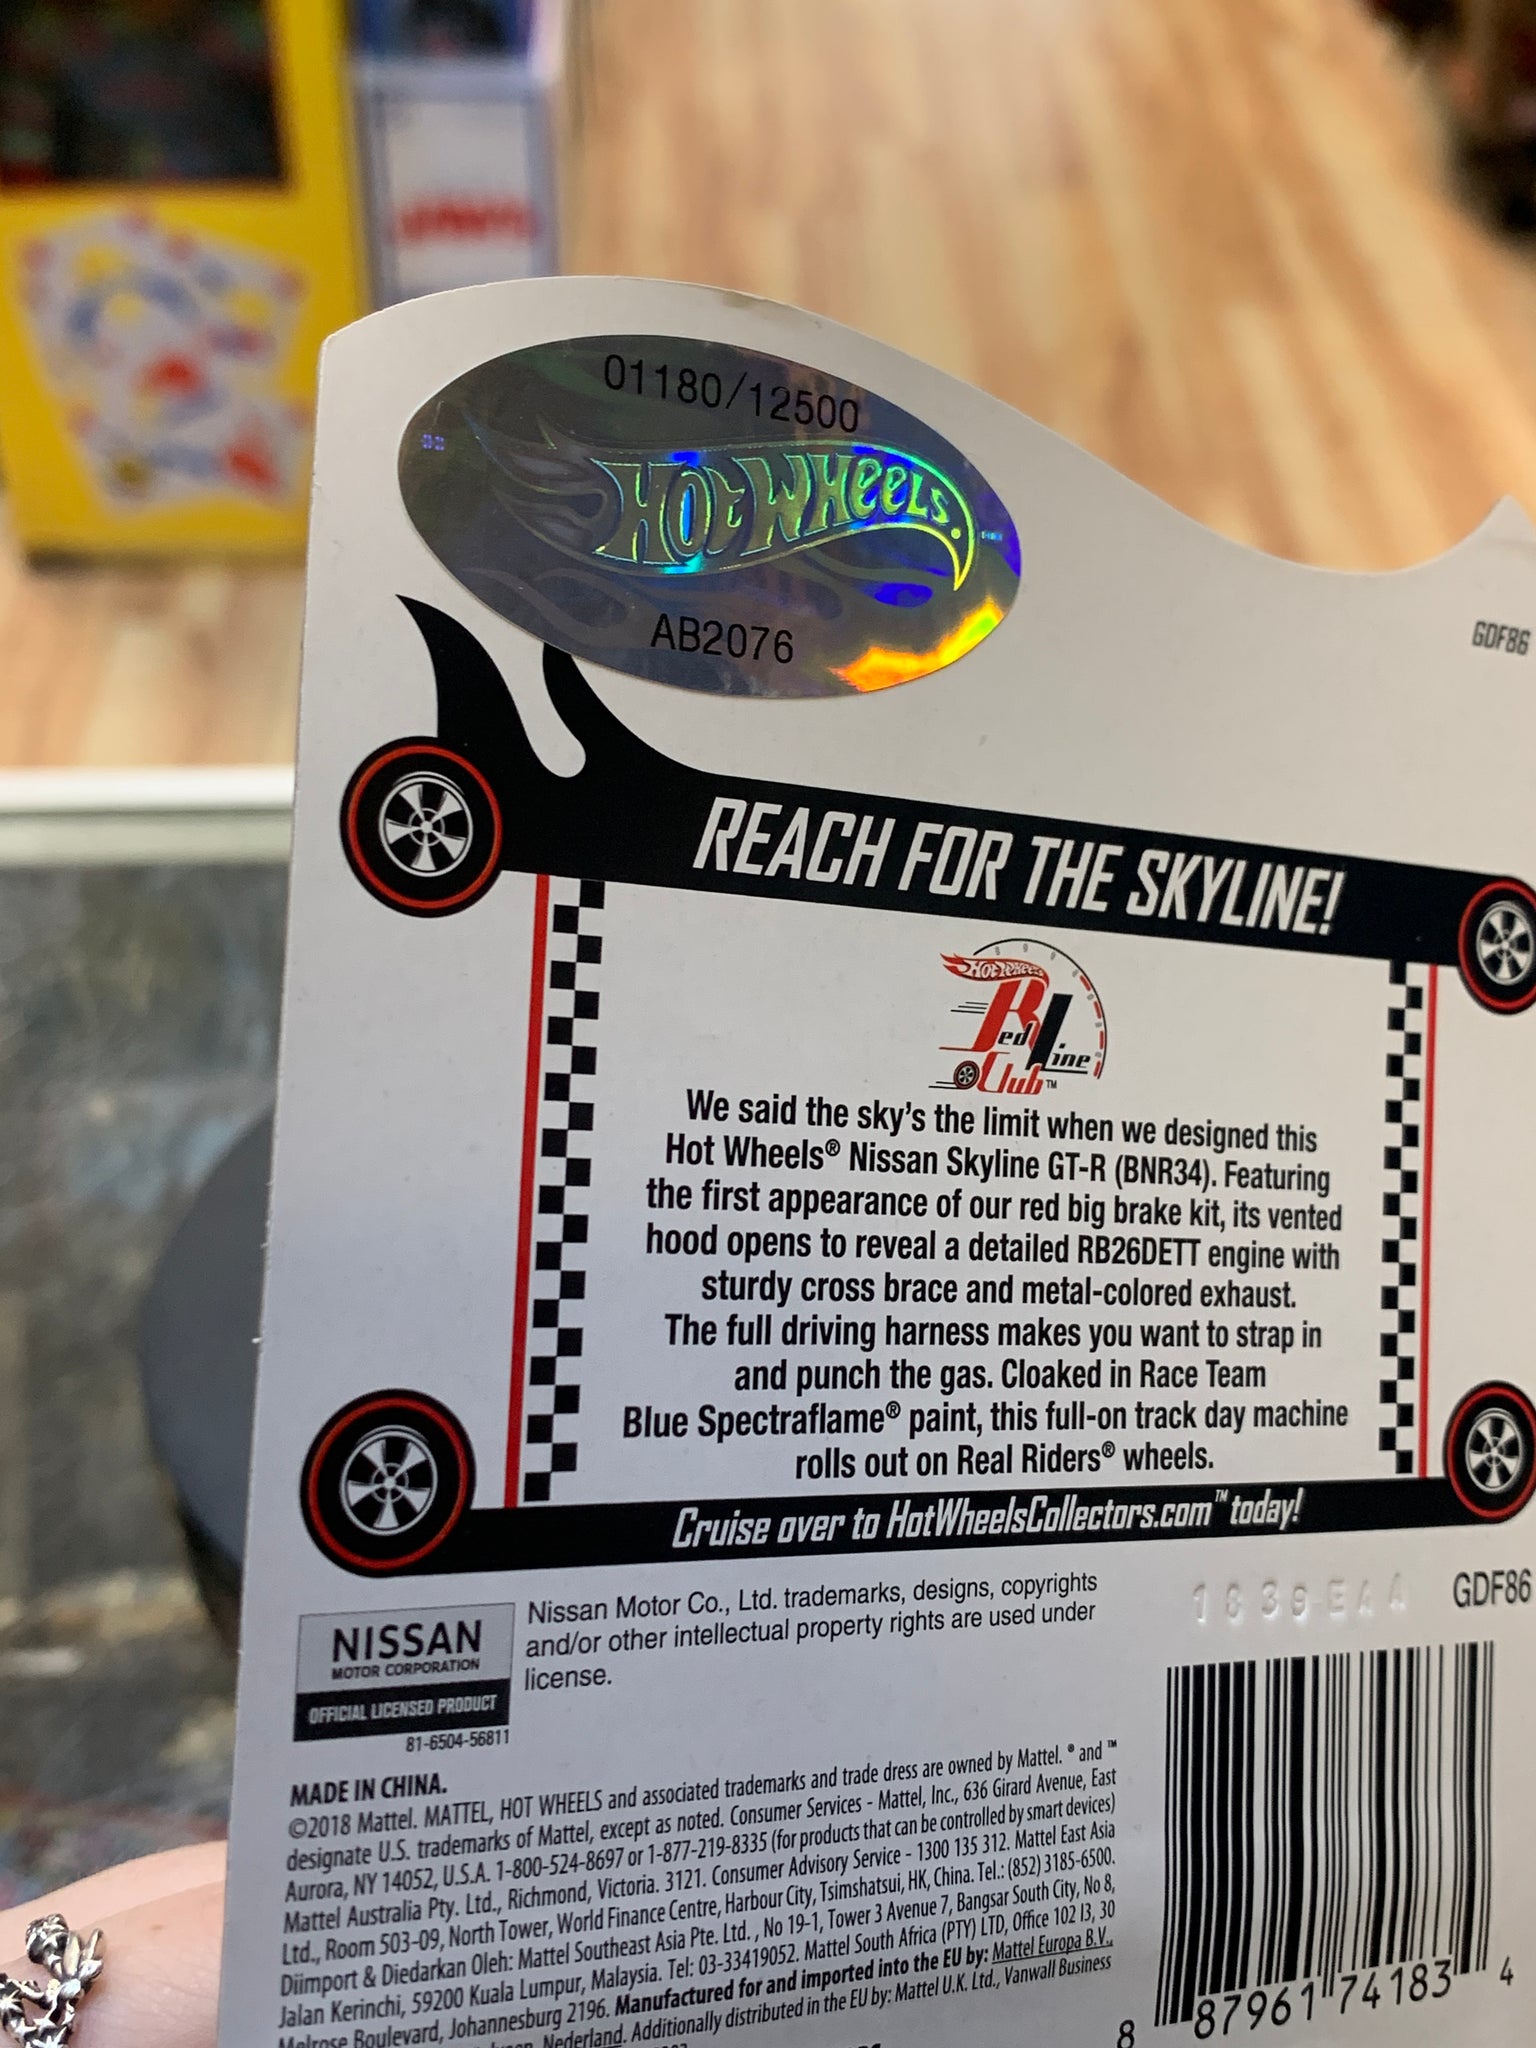 01180/12500
HOT WHEELS
AB2076
GDF86
REACH FOR THE SKYLINE!
HOT WHEELS
Red Line
Club™
We said the sky's the limit when we designed this
Hot Wheels® Nissan Skyline GT-R (BNR34). Featuring
the first appearance of our red big brake kit, its vented
hood opens to reveal a detailed RB26DETT engine with
sturdy cross brace and metal-colored exhaust.
The full driving harness makes you want to strap in
and punch the gas. Cloaked in Race Team
Blue Spectraflame® paint, this full-on track day machine
rolls out on Real Riders® wheels.
Cruise over to HotWheelsCollectors.com™ today!
NISSAN
MOTOR CORPORATION
OFFICIAL LICENSED PRODUCT
81-6504-56811
Nissan Motor Co., Ltd. trademarks, designs, copyrights
and/or other intellectual property rights are used under
license.
GDF86
MADE IN CHINA.
©2018 Mattel. MATTEL, HOT WHEELS and associated trademarks and trade dress are owned by Mattel. ® and ™
designate U.S. trademarks of Mattel, except as noted. Consumer Services - Mattel, Inc., 636 Girard Avenue, East
Aurora, NY 14052, U.S.A. 1-800-524-8697 or 1-877-219-8335 (for products that can be controlled by smart devices)
Mattel Australia Pty. Ltd., Richmond, Victoria. 3121. Consumer Advisory Service - 1300 135 312. Mattel East Asia
Ltd., Room 503-09, North Tower, World Finance Centre, Harbour City, Tsimshatsui, HK, China. Tel.: (852) 3185-6500.
Diimport & Diedarkan Oleh: Mattel Southeast Asia Pte. Ltd. , No 19-1, Tower 3 Avenue 7, Bangsar South City, No 8,
Jalan Kerinchi, 59200 Kuala Lumpur, Malaysia. Tel: 03-33419052. Mattel South Africa (PTY) LTD, Office 102 I3, 30
Melrose Boulevard, Johannesburg 2196. Manufactured for and imported into the EU by: Mattel Europa B.V.,
Nederland. Additionally distributed in the EU by: Mattel U.K. Ltd., Vanwall Business
8 87961 74183 4